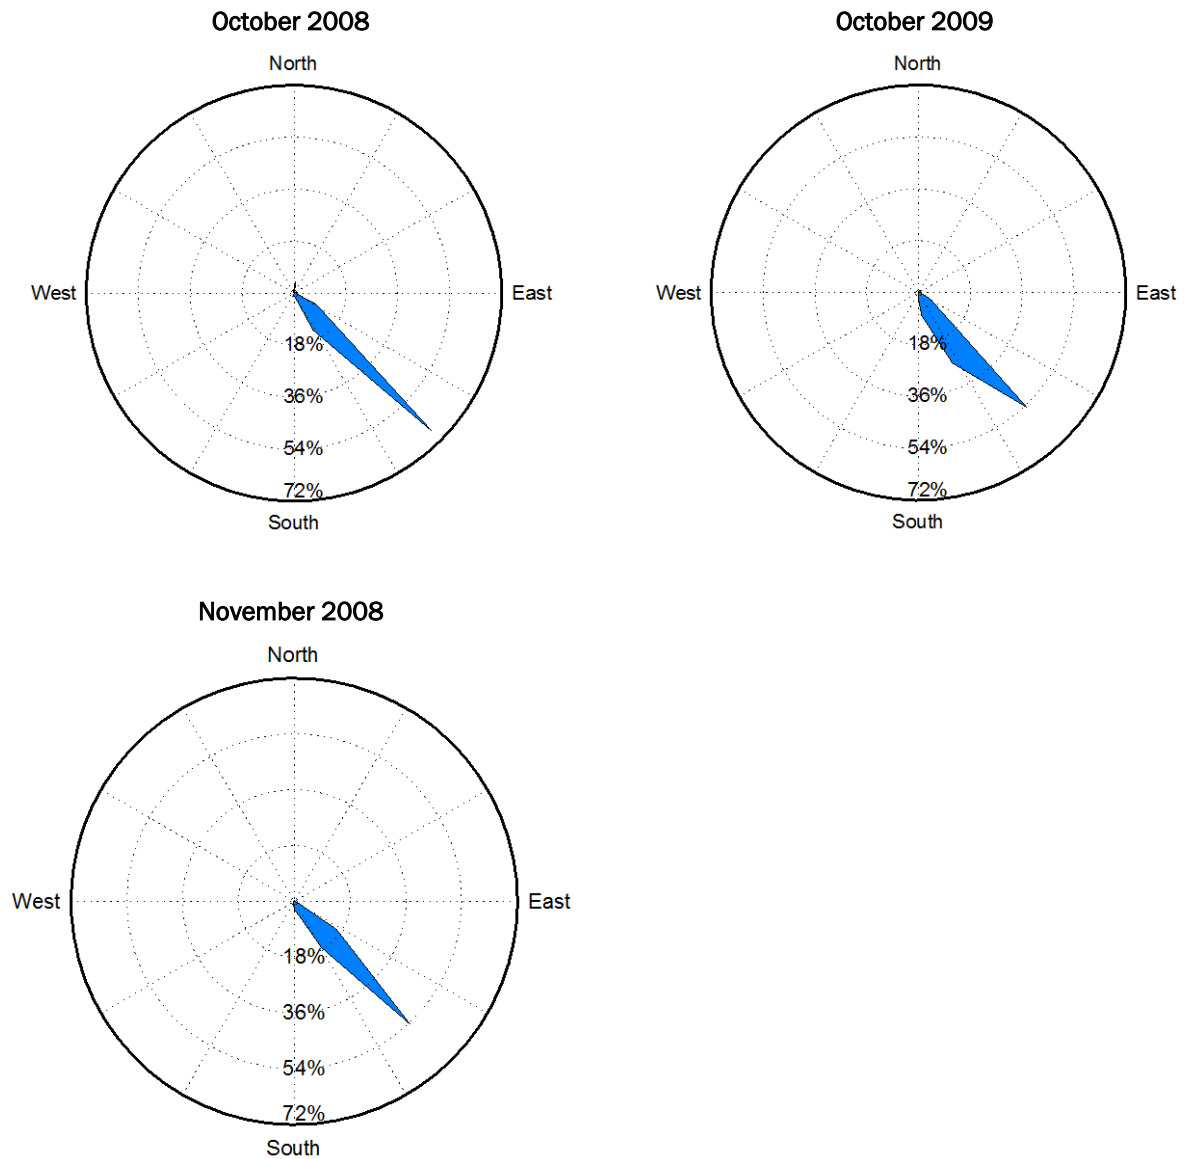 October 2008
North
West
East
18%
36%
54%
72%
South
October 2009
North
West
East
18%
36%
54%
72%
South
November 2008
North
West
East
18%
36%
54%
72%
South